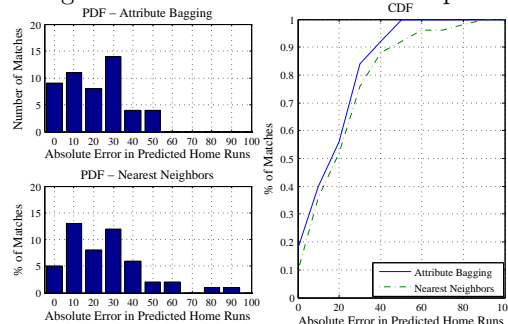 PDF – Attribute Bagging
20
15
10
5
0
Number of Matches
0 10 20 30 40 50 60 70 80 90 100
Absolute Error in Predicted Home Runs
PDF – Nearest Neighbors
20
15
10
5
0
% of Matches
0 10 20 30 40 50 60 70 80 90 100
Absolute Error in Predicted Home Runs
CDF
1
0.9
0.8
0.7
0.6
0.5
0.4
0.3
0.2
0.1
0
% of Matches
Attribute Bagging
Nearest Neighbors
0 20 40 60 80 100
Absolute Error in Predicted Home Runs